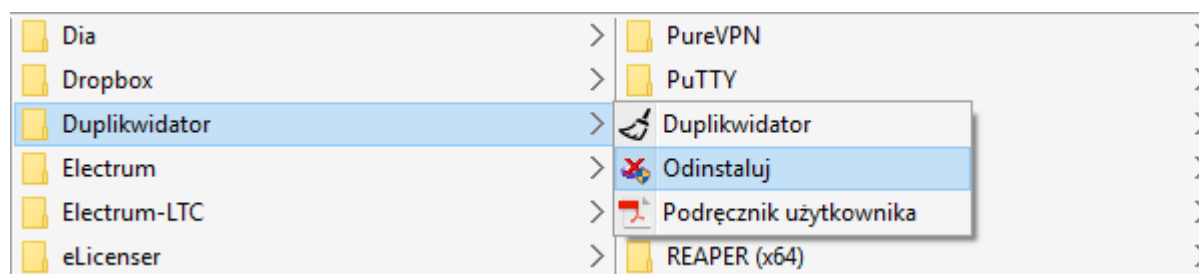 Dia
Dropbox
Duplikwidator
Electrum
Electrum-LTC
eLicenser
PureVPN
PuTTY
Duplikwidator
Odinstaluj
Podręcznik użytkownika
REAPER (x64)